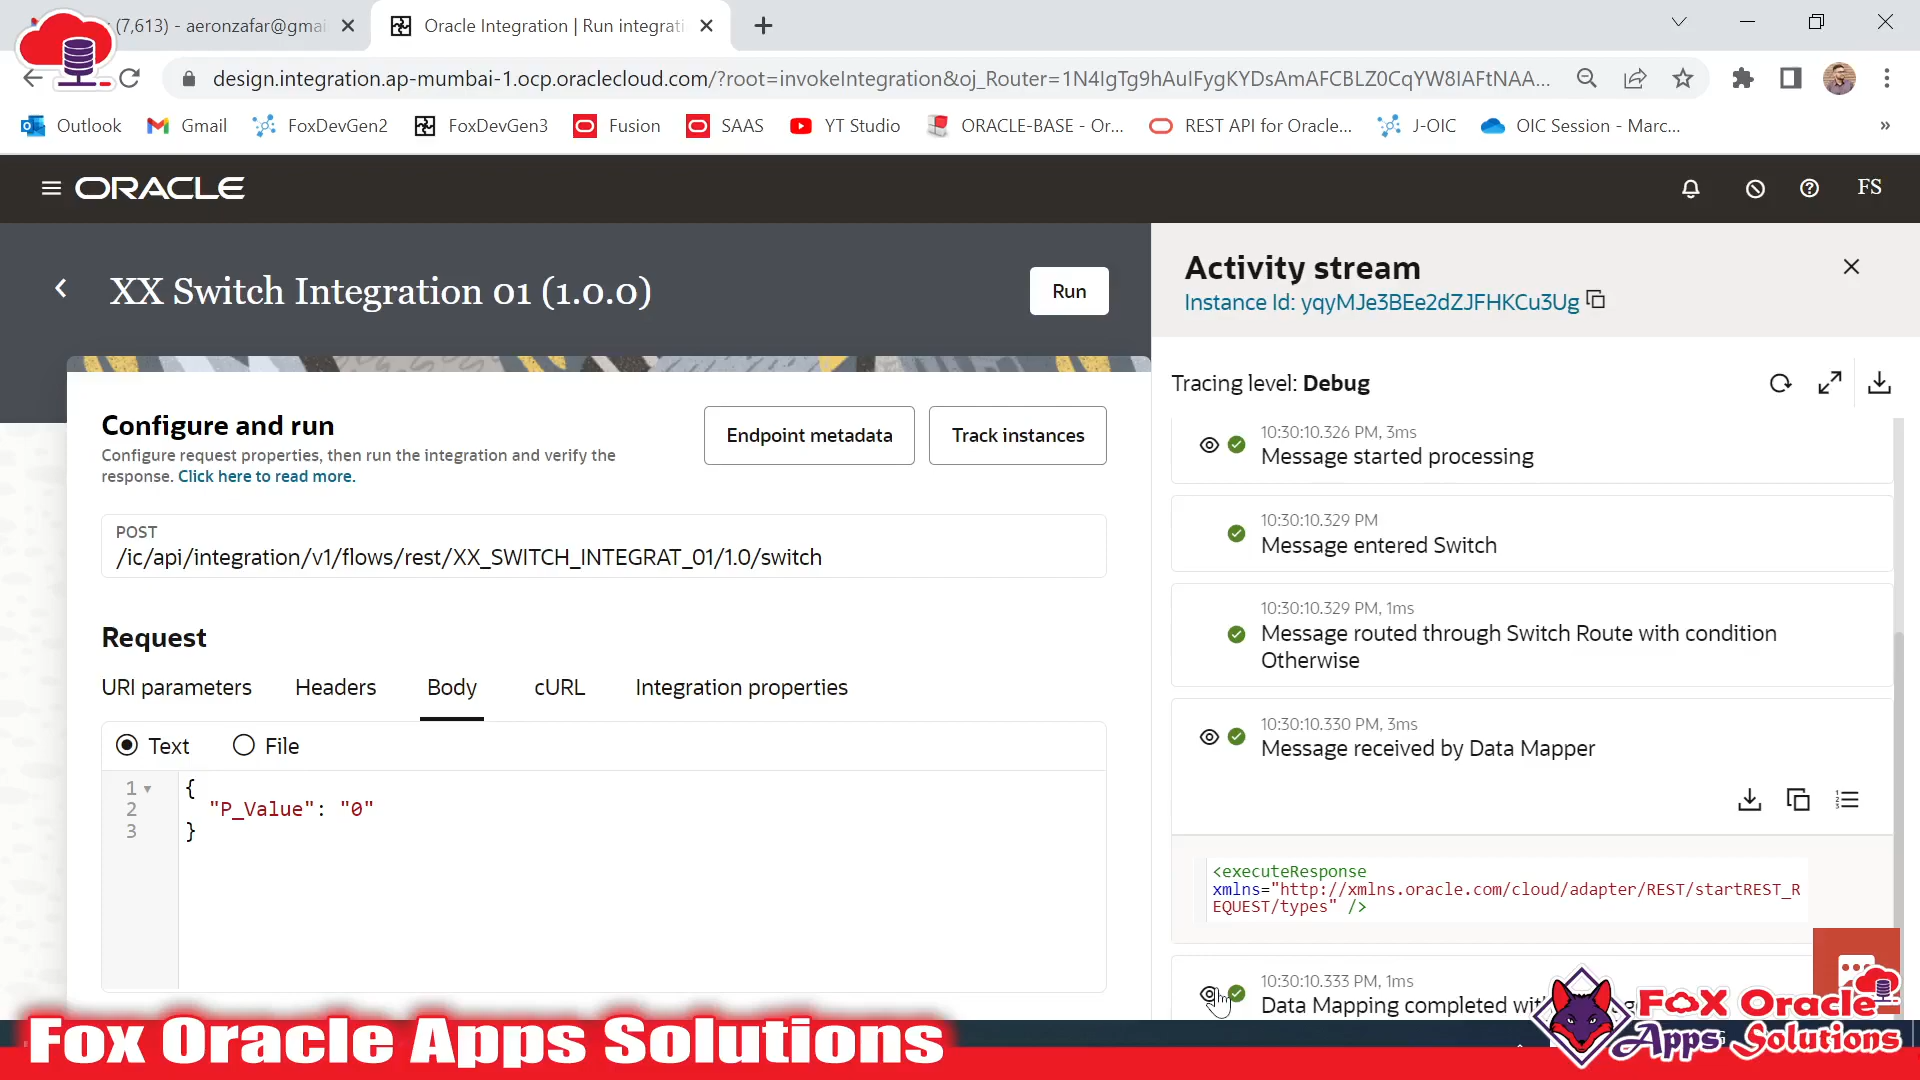 (7,613) - aeronzafar@gmai
Oracle Integration | Run integrati
design.integration.ap-mumbai-1.ocp.oraclecloud.com/?root=invokeIntegration&oj_Router=1N4IgTg9hAuIFygKYDsAmAFCBLZ0CqYW8IAFtNAA...
Outlook
Gmail
FoxDevGen2
FoxDevGen3
Fusion
SAAS
YT Studio
ORACLE-BASE - Or...
REST API for Oracle...
J-OIC
OIC Session - Marc...
»
ORACLE
FS
XX Switch Integration 01 (1.0.0)
Run
Activity stream
Instance Id: yqyMJe3BEe2dZJFHKCu3Ug
Tracing level: Debug
Configure and run
Configure request properties, then run the integration and verify the
response. Click here to read more.
Endpoint metadata
Track instances
POST
/ic/api/integration/v1/flows/rest/XX_SWITCH_INTEGRAT_01/1.0/switch
Request
URI parameters
Headers
Body
cURL
Integration properties
Text
File
1 {
2 "P_Value": "0"
3 }
10:30:10.326 PM, 3ms
Message started processing
10:30:10.329 PM
Message entered Switch
10:30:10.329 PM, 1ms
Message routed through Switch Route with condition
Otherwise
10:30:10.330 PM, 3ms
Message received by Data Mapper
<executeResponse
xmlns="http://xmlns.oracle.com/cloud/adapter/REST/startREST_R
EQUEST/types" />
10:30:10.333 PM, 1ms
Data Mapping completed
Fox Oracle Apps Solutions
FOX Oracle
Apps Solutions